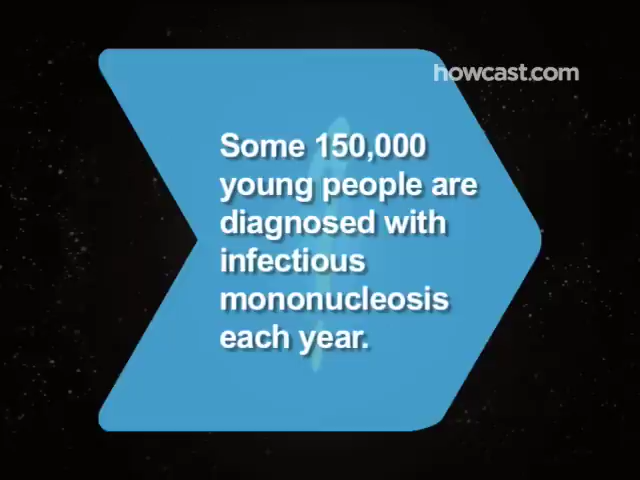 howcast.com
Some 150,000
young people are
diagnosed with
infectious
mononucleosis
each year.